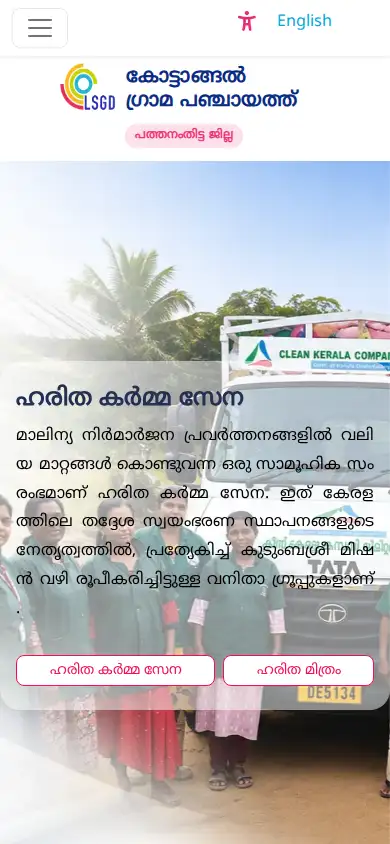 English
കോട്ടാങ്ങൽ
ഗ്രാമ പഞ്ചായത്ത്
LSGD
പത്തനംതിട്ട ജില്ല
CLEAN KERALA COMPA
ഹരിത കർമ്മ സേന
മാലിന്യ നിർമാർജന പ്രവർത്തനങ്ങളിൽ വലി
യ മാറ്റങ്ങൾ കൊണ്ടുവന്ന ഒരു സാമൂഹിക സം
രംഭമാണ് ഹരിത കർമ്മ സേന. ഇത് കേരള
ത്തിലെ തദ്ദേശ സ്വയംഭരണ സ്ഥാപനങ്ങളുടെ
നേതൃത്വത്തിൽ, പ്രത്യേകിച്ച് കുടുംബശ്രീ മിഷ
ൻ വഴി രൂപീകരിച്ചിട്ടുള്ള വനിതാ ഗ്രൂപ്പുകളാണ്
.
TATA
ഹരിത കർമ്മ സേന
ഹരിത മിത്രം
DE5134